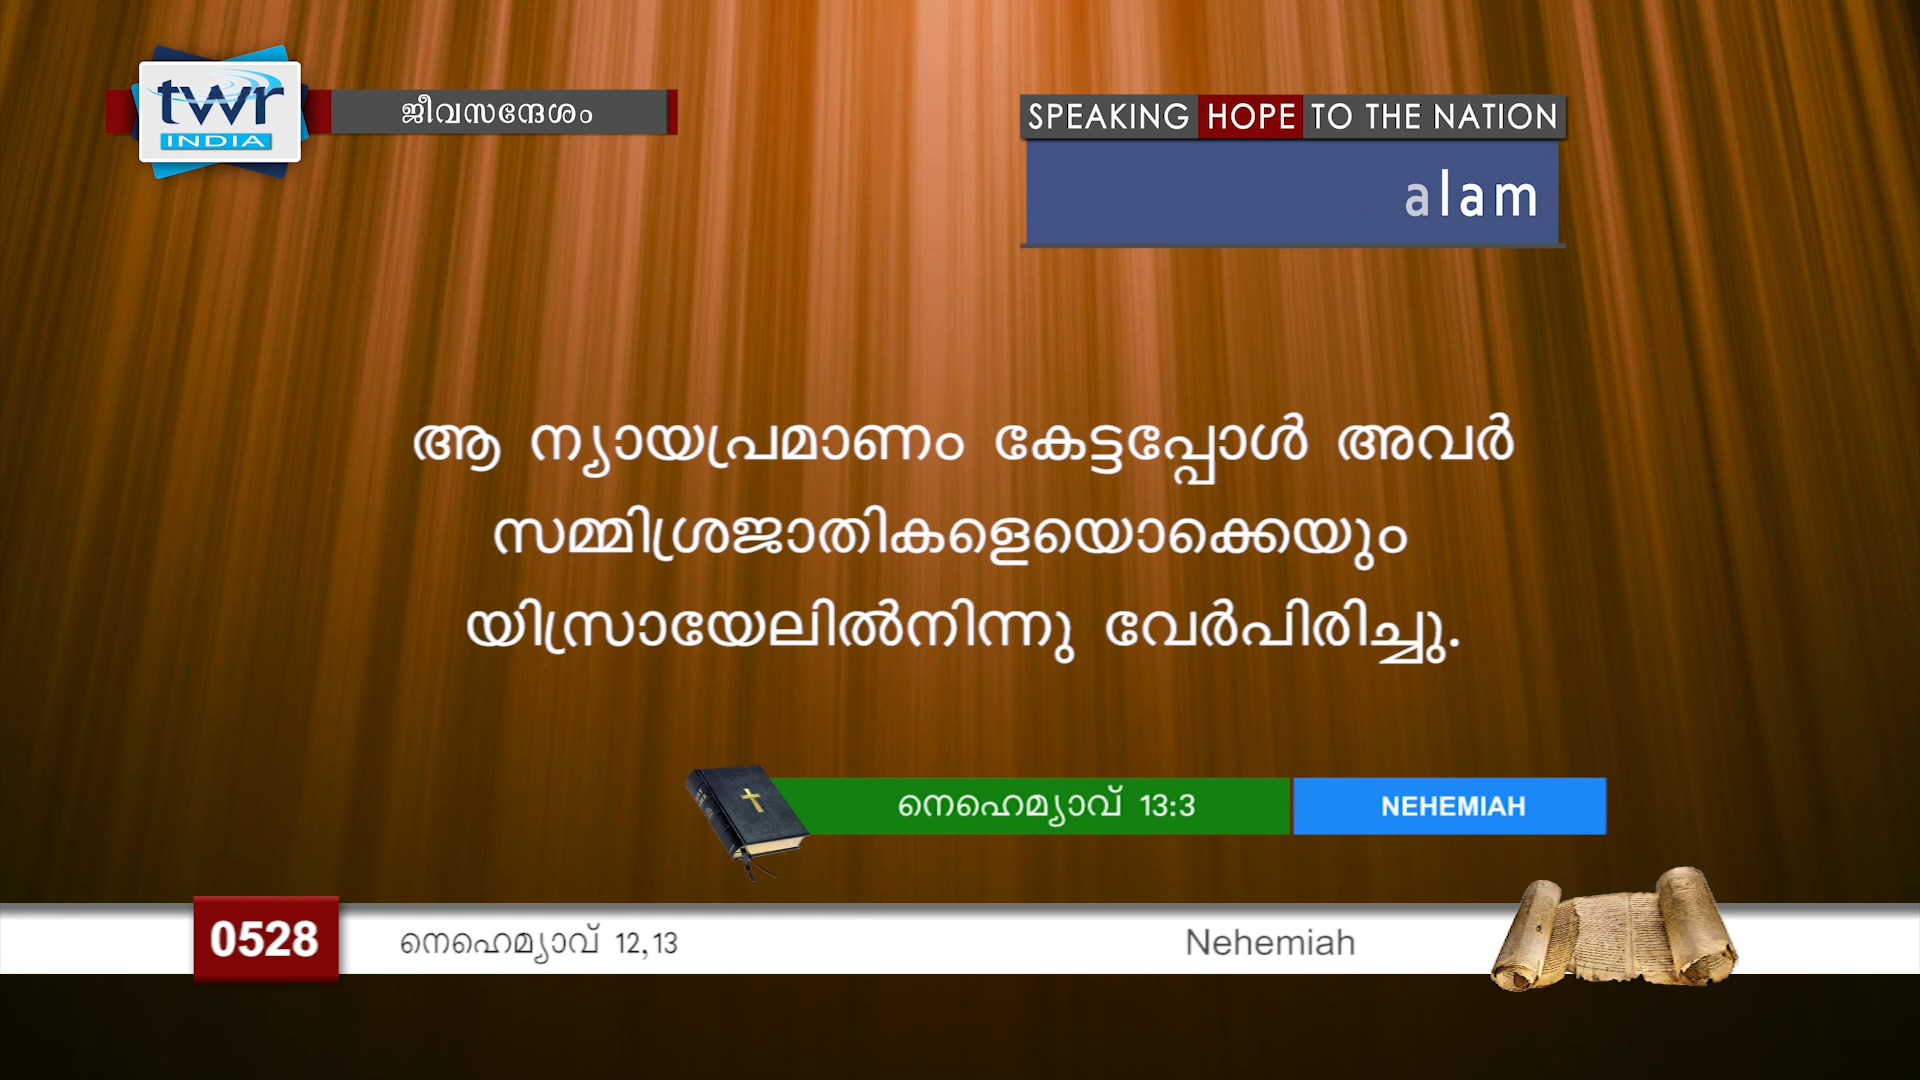 twr
INDIA
ജീവസന്ദേശം
SPEAKING HOPE TO THE NATION
alam
ആ ന്യായപ്രമാണം കേട്ടപ്പോൾ അവർ
സമ്മിശ്രജാതികളെയൊക്കെയും
യിസ്രായേലിൽനിന്നു വേർപിരിച്ചു.
നെഹെമ്യാവ് 13:3
NEHEMIAH
0528
നെഹെമ്യാവ് 12,13
Nehemiah